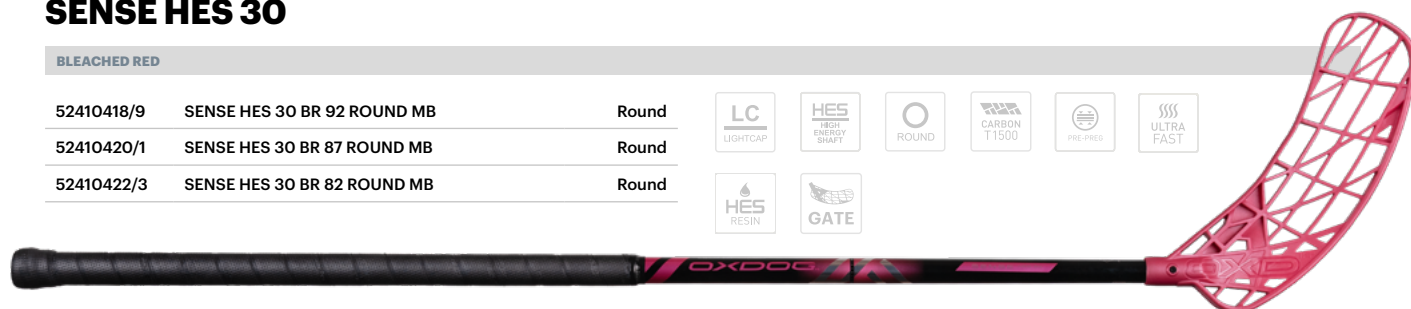 SENSE HES 30
BLEACHED RED
52410418/9 SENSE HES 30 BR 92 ROUND MB Round
52410420/1 SENSE HES 30 BR 87 ROUND MB Round
52410422/3 SENSE HES 30 BR 82 ROUND MB Round
LC
LIGHTCAP
HES
HIGH
ENERGY
SHAFT
ROUND
CARBON
T1500
PRE-PREG
ULTRA
FAST
HES
RESIN
GATE
OXDOG
OXD